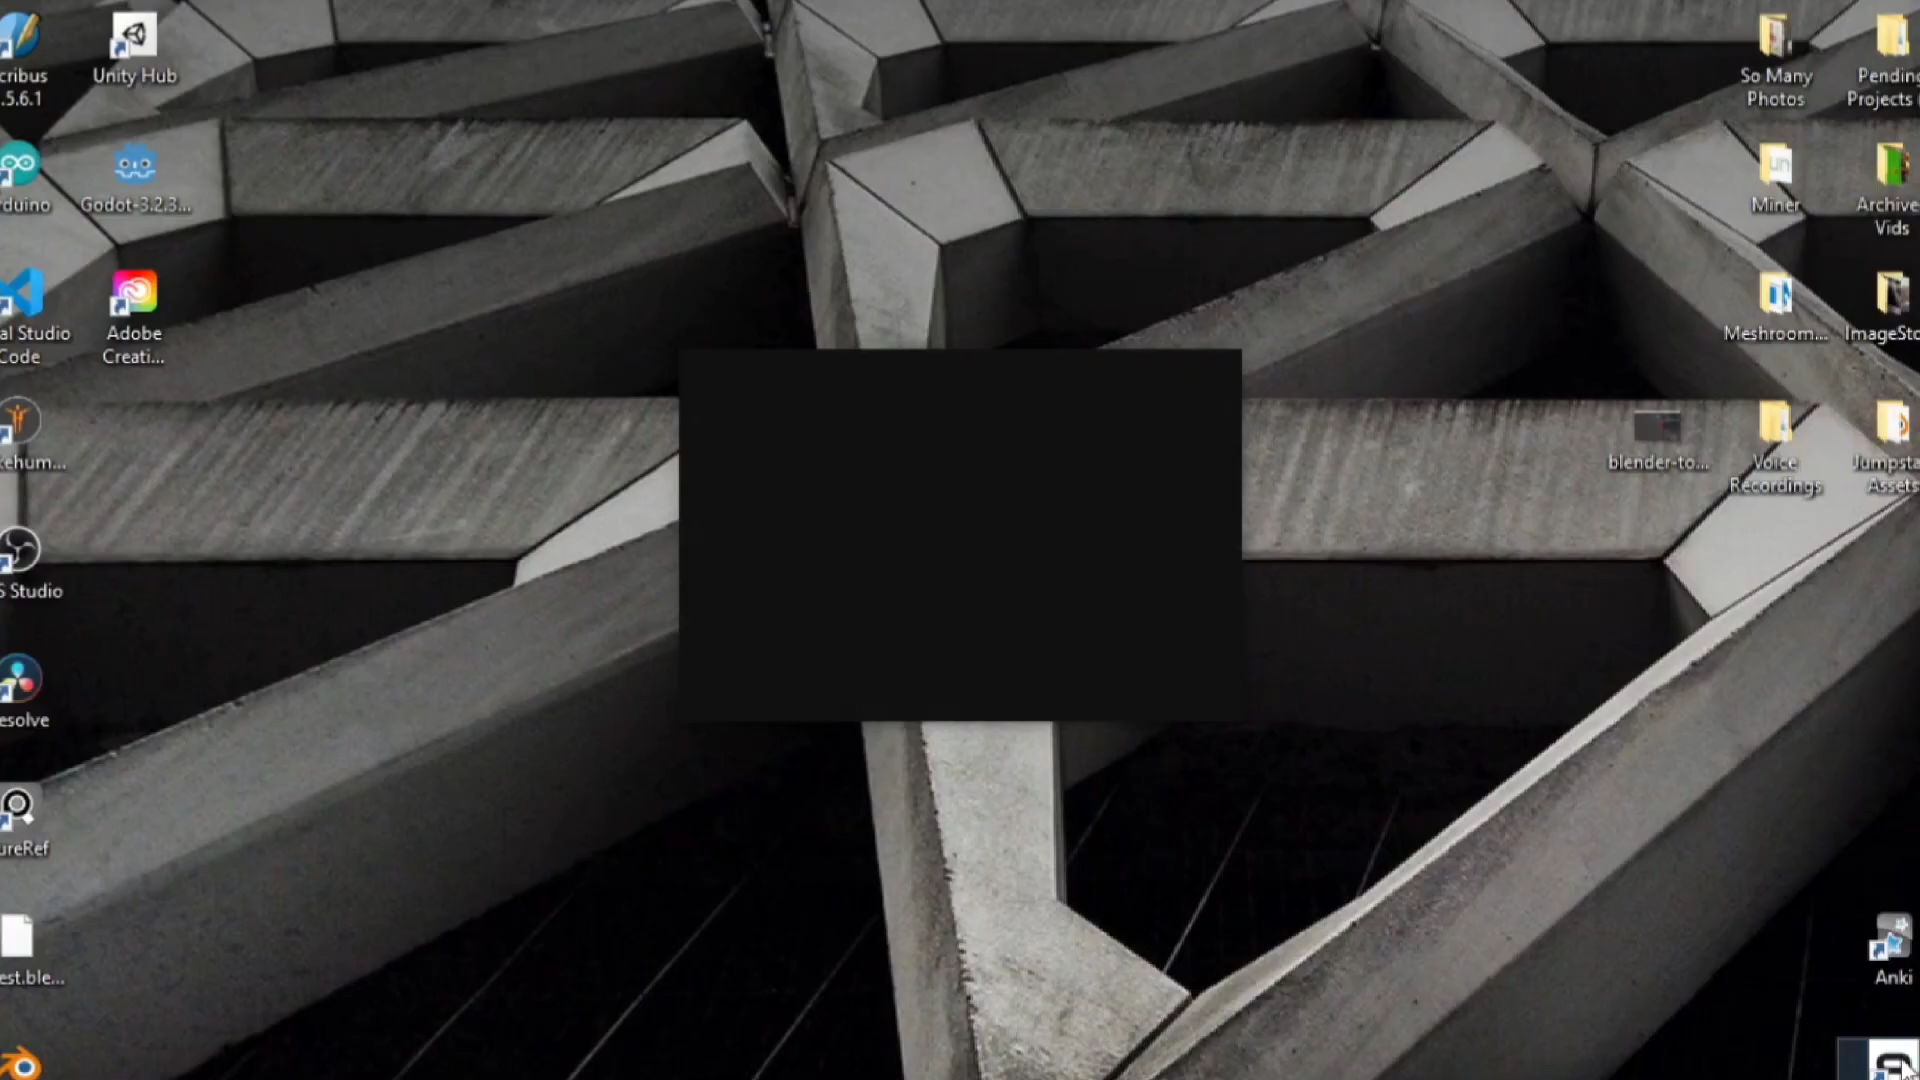 cribus
.5.6.1
Unity Hub
rduino
Godot-3.2.3...
al Studio
Code
Adobe
Creati...
kehum...
S Studio
esolve
ureRef
est.ble...
So Many
Photos
Pending
Projects
Miner
un
Archive
Vids
Meshroom...
ImageSto
blender-to...
Voice
Recordings
Jumpsta
Assets
Anki